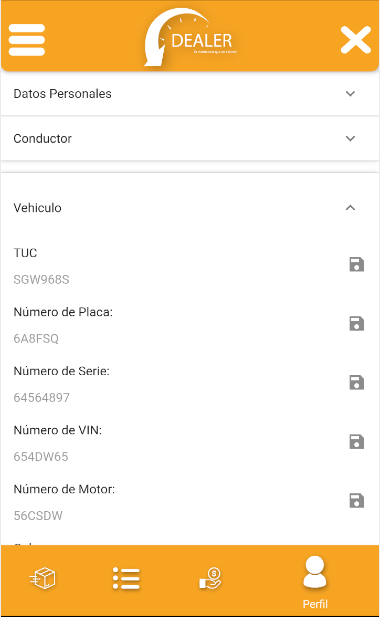 DEALER
Datos Personales
Conductor
Vehiculo
TUC
SGW968S
Número de Placa:
6A8FSQ
Número de Serie:
64564897
Número de VIN:
654DW65
Número de Motor:
56CSDW
Perfil